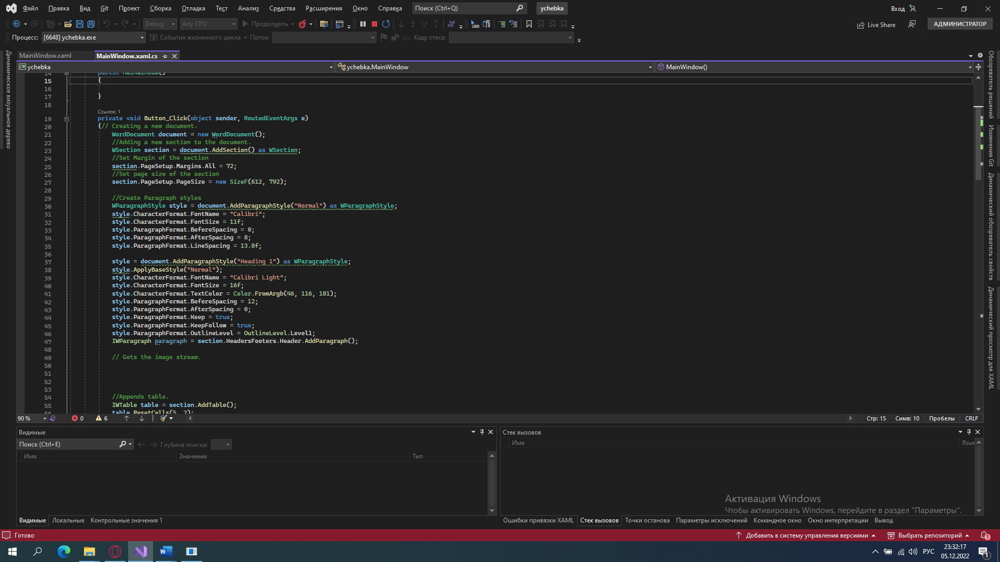 Файл Правка Вид Git Проект Сборка Отладка Тест Анализ Средства Расширения Окно Справка Поиск (Ctrl+Q) ychebka Вход
Debug Any CPU Продолжить Live Share АДМИНИСТРАТОР
Процесс: [6648] ychebka.exe События жизненного цикла Поток: Кадр стека:
MainWindow.xaml MainWindow.xaml.cs
ychebka ychebka.MainWindow MainWindow()
14 public MainWindow()
15 {
16
17 }
18
Ссылок: 1
19 private void Button_Click(object sender, RoutedEventArgs e)
20 {// Creating a new document.
21 WordDocument document = new WordDocument();
22 //Adding a new section to the document.
23 WSection section = document.AddSection() as WSection;
24 //Set Margin of the section
25 section.PageSetup.Margins.All = 72;
26 //Set page size of the section
27 section.PageSetup.PageSize = new SizeF(612, 792);
28
29 //Create Paragraph styles
30 WParagraphStyle style = document.AddParagraphStyle("Normal") as WParagraphStyle;
31 style.CharacterFormat.FontName = "Calibri";
32 style.CharacterFormat.FontSize = 11f;
33 style.ParagraphFormat.BeforeSpacing = 0;
34 style.ParagraphFormat.AfterSpacing = 8;
35 style.ParagraphFormat.LineSpacing = 13.8f;
36
37 style = document.AddParagraphStyle("Heading 1") as WParagraphStyle;
38 style.ApplyBaseStyle("Normal");
39 style.CharacterFormat.FontName = "Calibri Light";
40 style.CharacterFormat.FontSize = 16f;
41 style.CharacterFormat.TextColor = Color.FromArgb(46, 116, 181);
42 style.ParagraphFormat.BeforeSpacing = 12;
43 style.ParagraphFormat.AfterSpacing = 0;
44 style.ParagraphFormat.Keep = true;
45 style.ParagraphFormat.KeepFollow = true;
46 style.ParagraphFormat.OutlineLevel = OutlineLevel.Level1;
47 IWParagraph paragraph = section.HeadersFooters.Header.AddParagraph();
48
49 // Gets the image stream.
50
51
52
53
54 //Appends table.
55 IWTable table = section.AddTable();
56 table.ResetCells(5, 2);
90 % 0 6 Стр: 15 Симв: 10 Пробелы CRLF
Динамическое визуальное дерево
Обозреватель решений
Изменения Git
Динамический обозреватель свойств
Динамический просмотр для XAML
Видимые
Поиск (Ctrl+E) Глубина поиска:
Имя Значение Тип
Видимые Локальные Контрольные значения 1
Стек вызовов
Имя Язык
Активация Windows
Чтобы активировать Windows, перейдите в раздел "Параметры".
Ошибки привязки XAML Стек вызовов Точки останова Параметры исключений Командное окно Окно интерпретации Вывод
Готово Добавить в систему управления версиями Выбрать репозиторий 1
РУС 23:32:17
05.12.2022 1